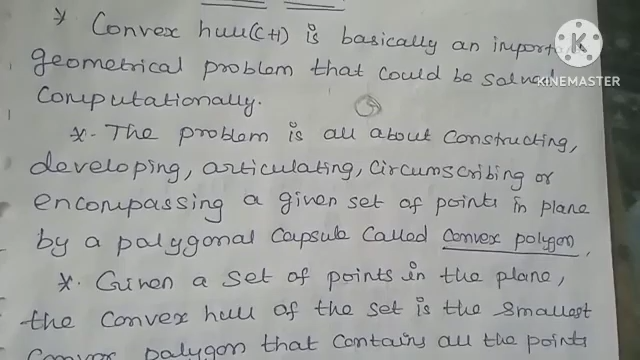 * Convex hull(CH) is basically an important
geometrical problem that could be solved
computationally.
*. The problem is all about constructing,
developing, articulating, circumscribing or
encompassing a given set of points in plane
by a polygonal capsule called convex polygon.
*. Given a set of points in the plane,
the convex hull of the set is the smallest
convex polygon that contains all the points
K
KINEMASTER